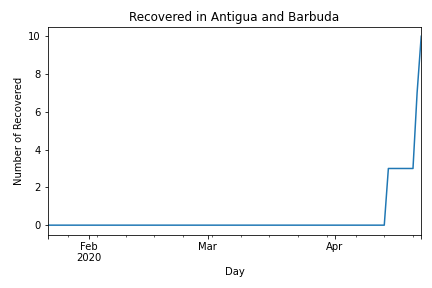 Recovered in Antigua and Barbuda
10
8
6
4
2
0
Number of Recovered
Feb
2020
Mar
Apr
Day